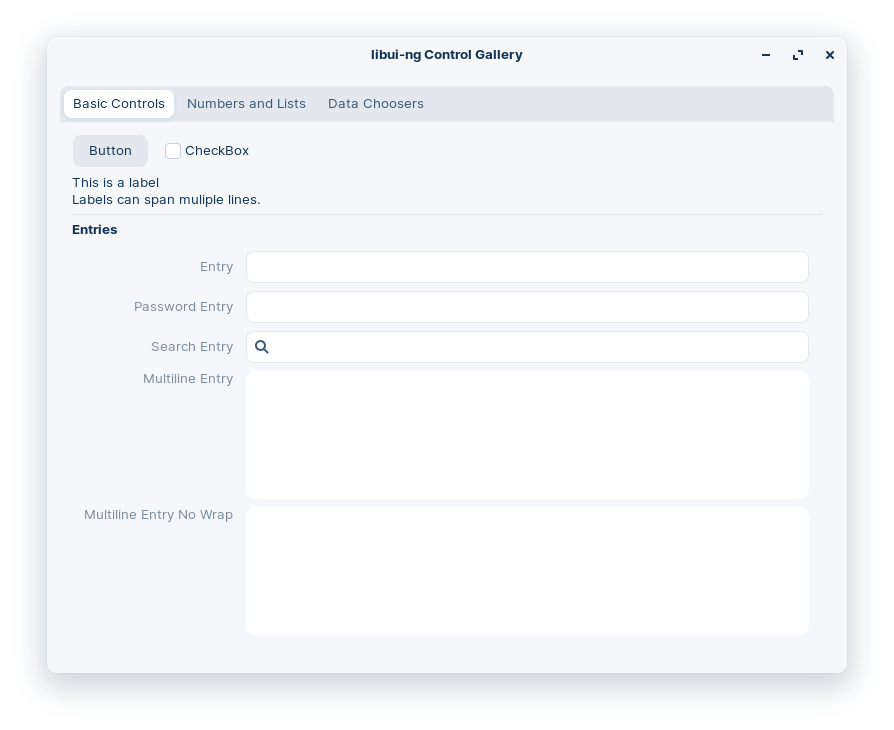 libui-ng Control Gallery
Basic Controls Numbers and Lists Data Choosers
Button CheckBox
This is a label
Labels can span muliple lines.
Entries
Entry
Password Entry
Search Entry
Multiline Entry
Multiline Entry No Wrap